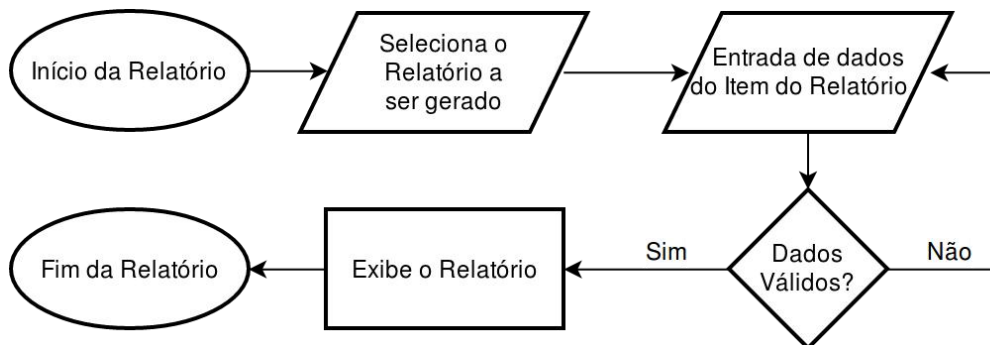 Início da Relatório
Seleciona o
Relatório a
ser gerado
Entrada de dados
do Item do Relatório
Fim da Relatório
Exibe o Relatório
Sim
Dados
Válidos?
Não